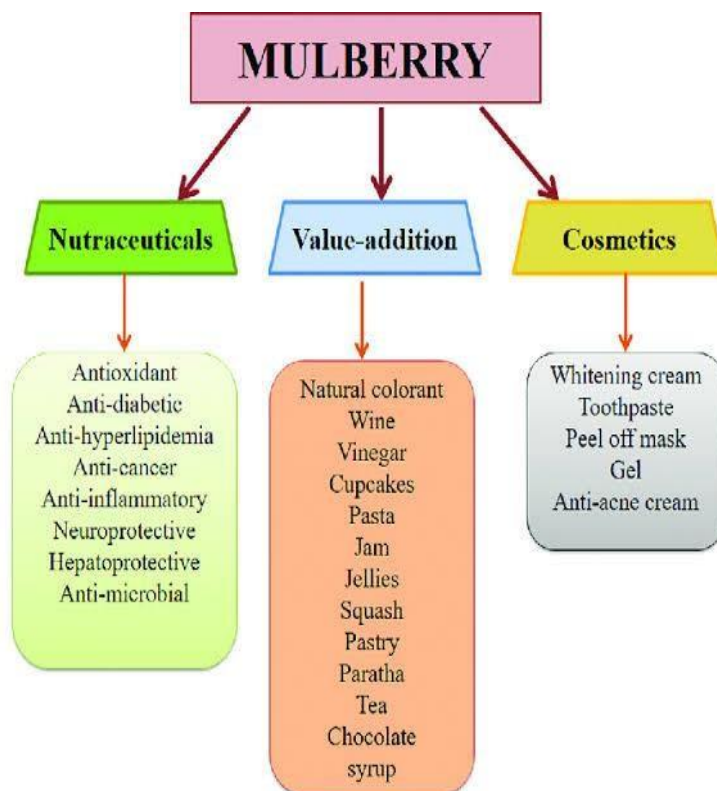 MULBERRY
Nutraceuticals
Value-addition
Cosmetics
Antioxidant
Anti-diabetic
Anti-hyperlipidemia
Anti-cancer
Anti-inflammatory
Neuroprotective
Hepatoprotective
Anti-microbial
Natural colorant
Wine
Vinegar
Cupcakes
Pasta
Jam
Jellies
Squash
Pastry
Paratha
Tea
Chocolate
syrup
Whitening cream
Toothpaste
Peel off mask
Gel
Anti-acne cream